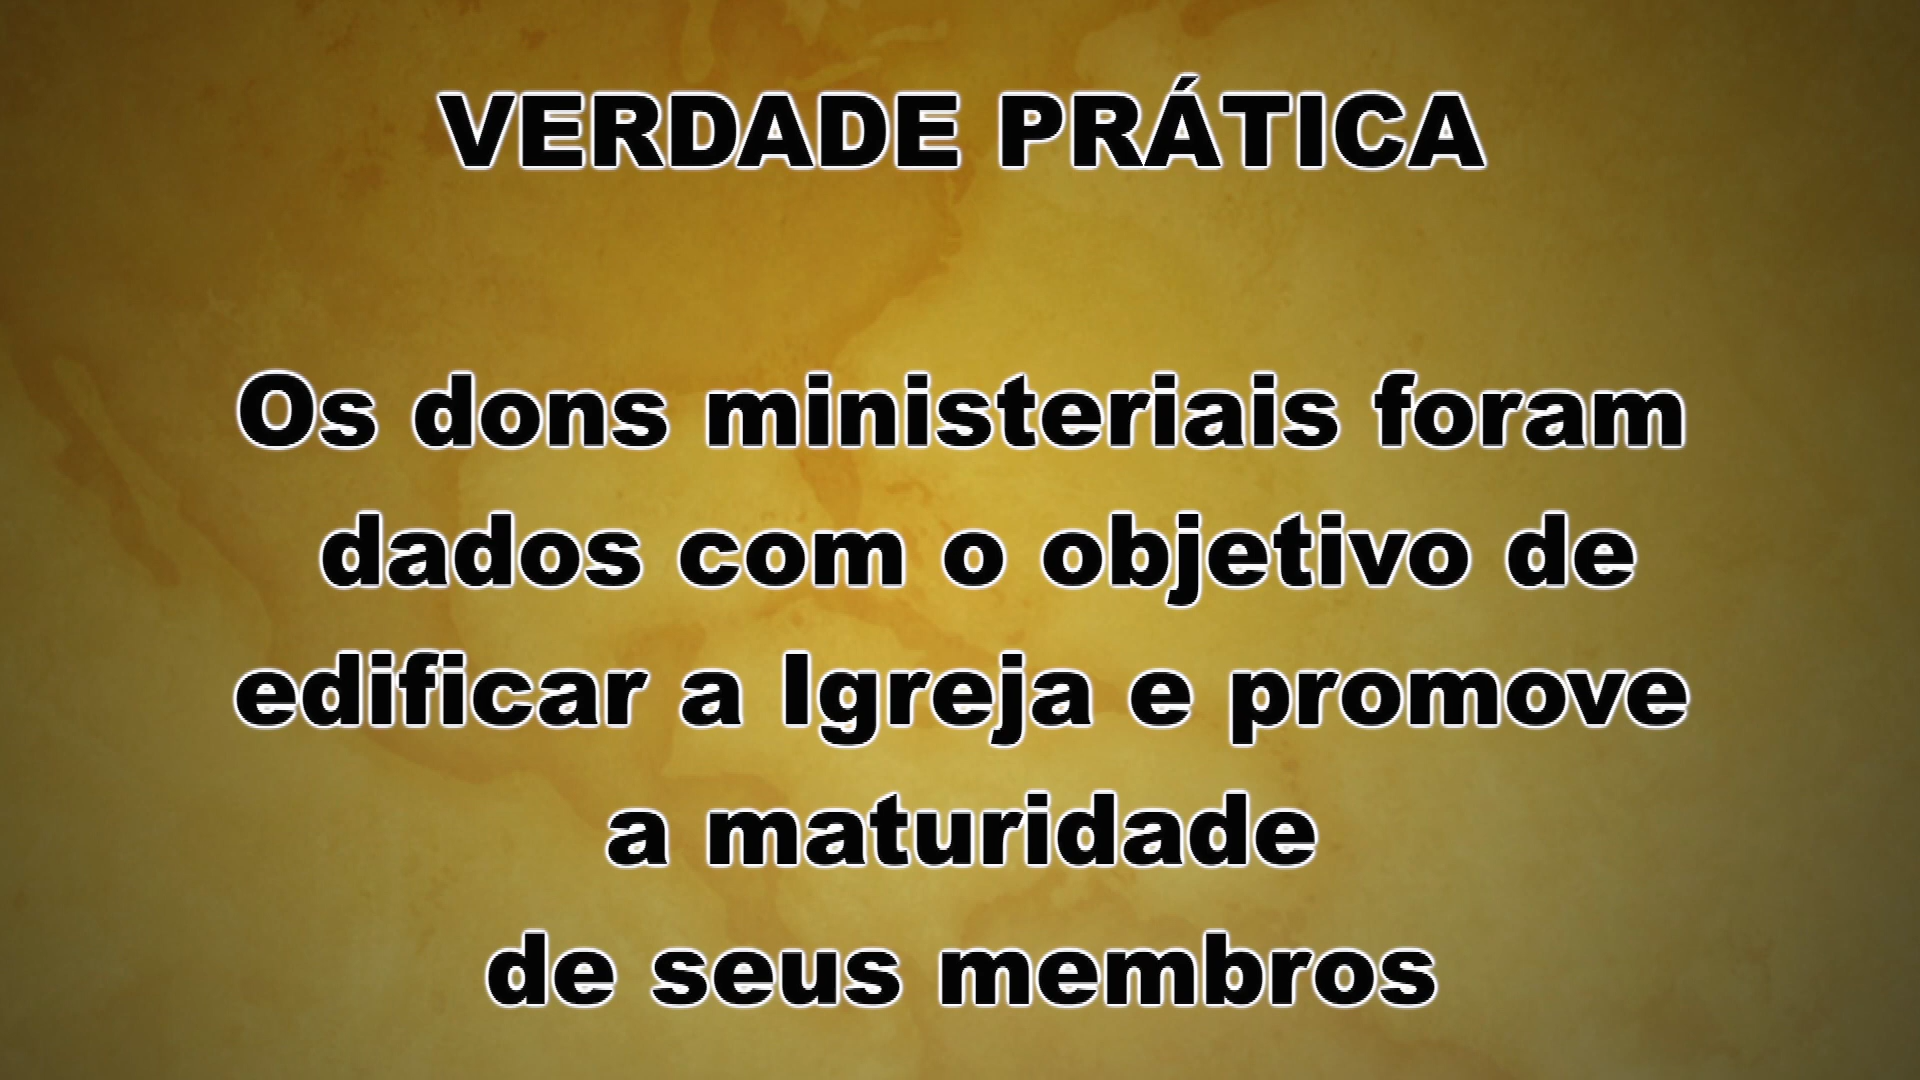 VERDADE PRÁTICA
Os dons ministeriais foram
dados com o objetivo de
edificar a Igreja e promove
a maturidade
de seus membros